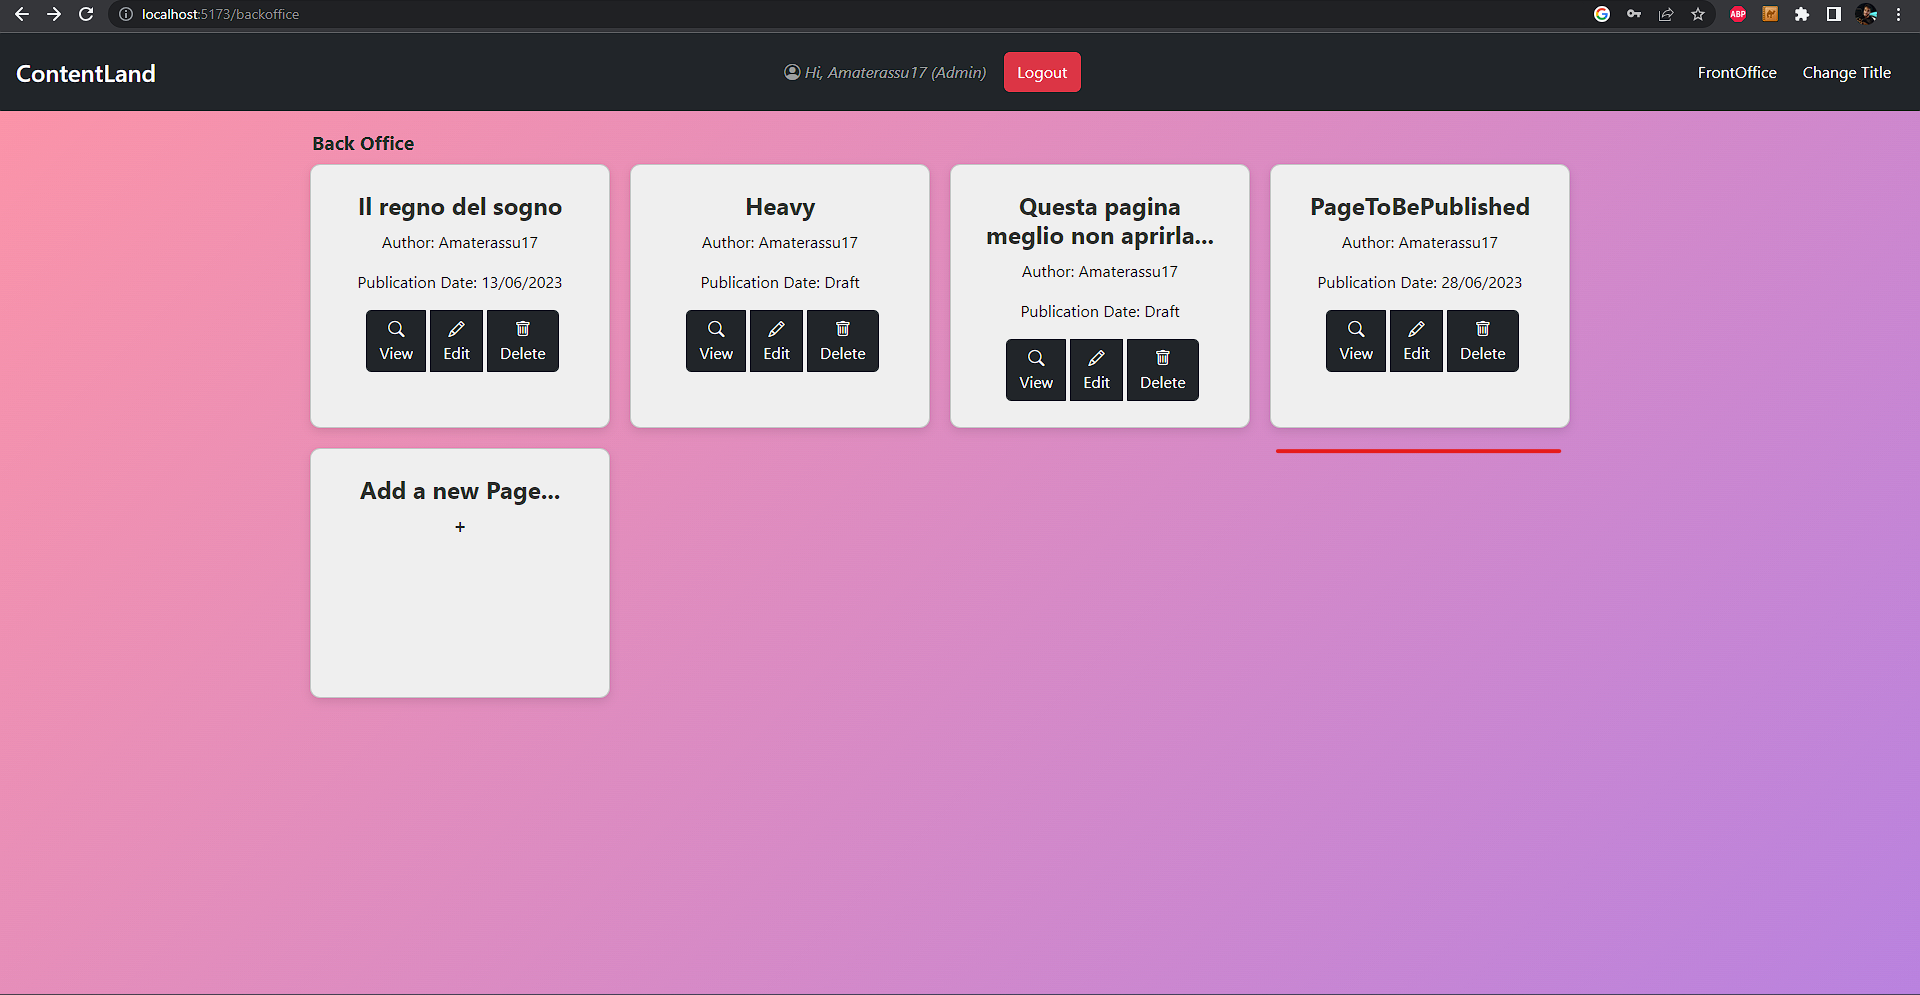 localhost:5173/backoffice
ABP
ContentLand
Hi, Amaterassu17 (Admin)
Logout
FrontOffice
Change Title
Back Office
Il regno del sogno
Author: Amaterassu17
Publication Date: 13/06/2023
View
Edit
Delete
Heavy
Author: Amaterassu17
Publication Date: Draft
View
Edit
Delete
Questa pagina
meglio non aprirla...
Author: Amaterassu17
Publication Date: Draft
View
Edit
Delete
PageToBePublished
Author: Amaterassu17
Publication Date: 28/06/2023
View
Edit
Delete
Add a new Page...
+